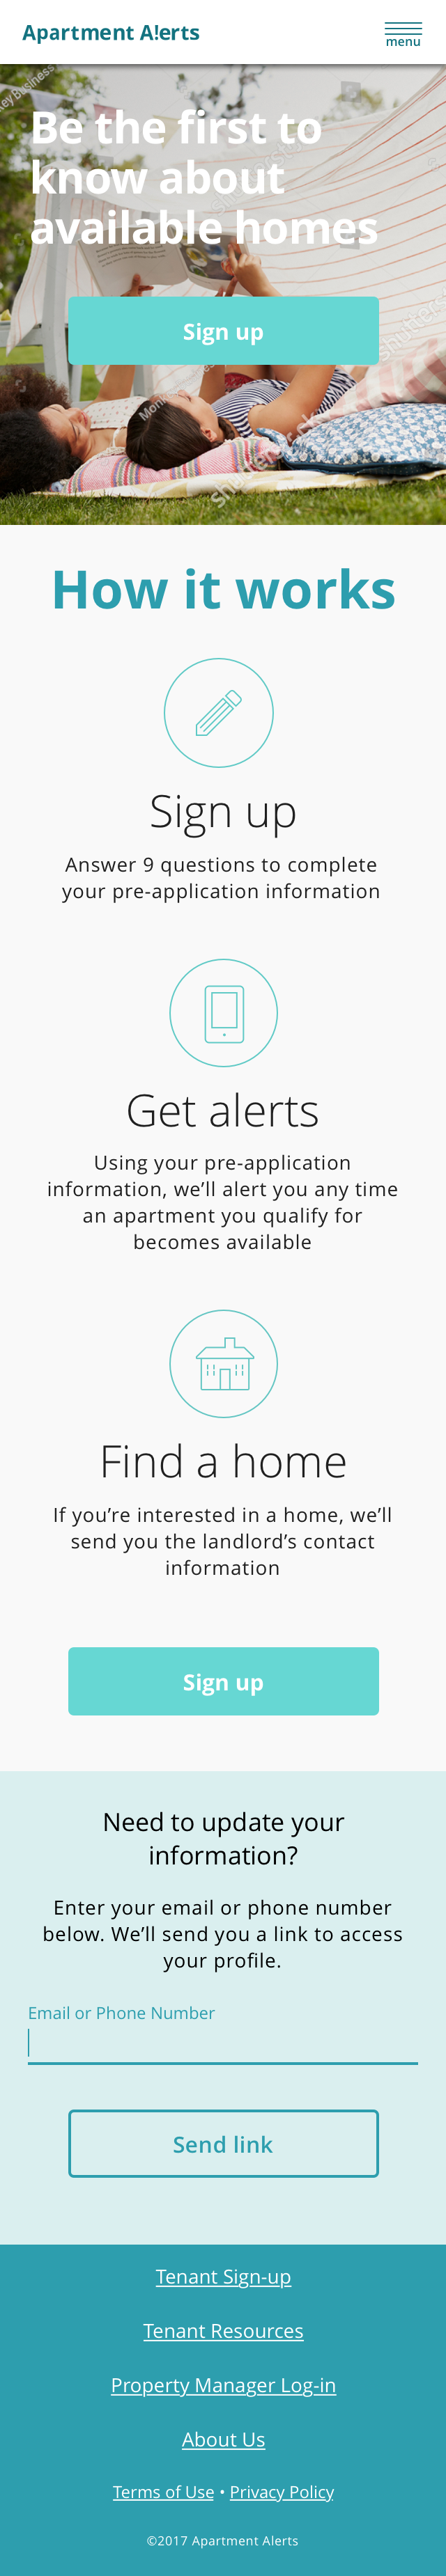 Apartment A!erts
menu
Be the first to
know about
available homes
Sign up
shutterstock
How it works
Sign up
Answer 9 questions to complete
your pre-application information
Get alerts
Using your pre-application
information, we’ll alert you any time
an apartment you qualify for
becomes available
Find a home
If you’re interested in a home, we’ll
send you the landlord’s contact
information
Sign up
Need to update your
information?
Enter your email or phone number
below. We’ll send you a link to access
your profile.
Email or Phone Number
Send link
Tenant Sign-up
Tenant Resources
Property Manager Log-in
About Us
Terms of Use • Privacy Policy
©2017 Apartment Alerts